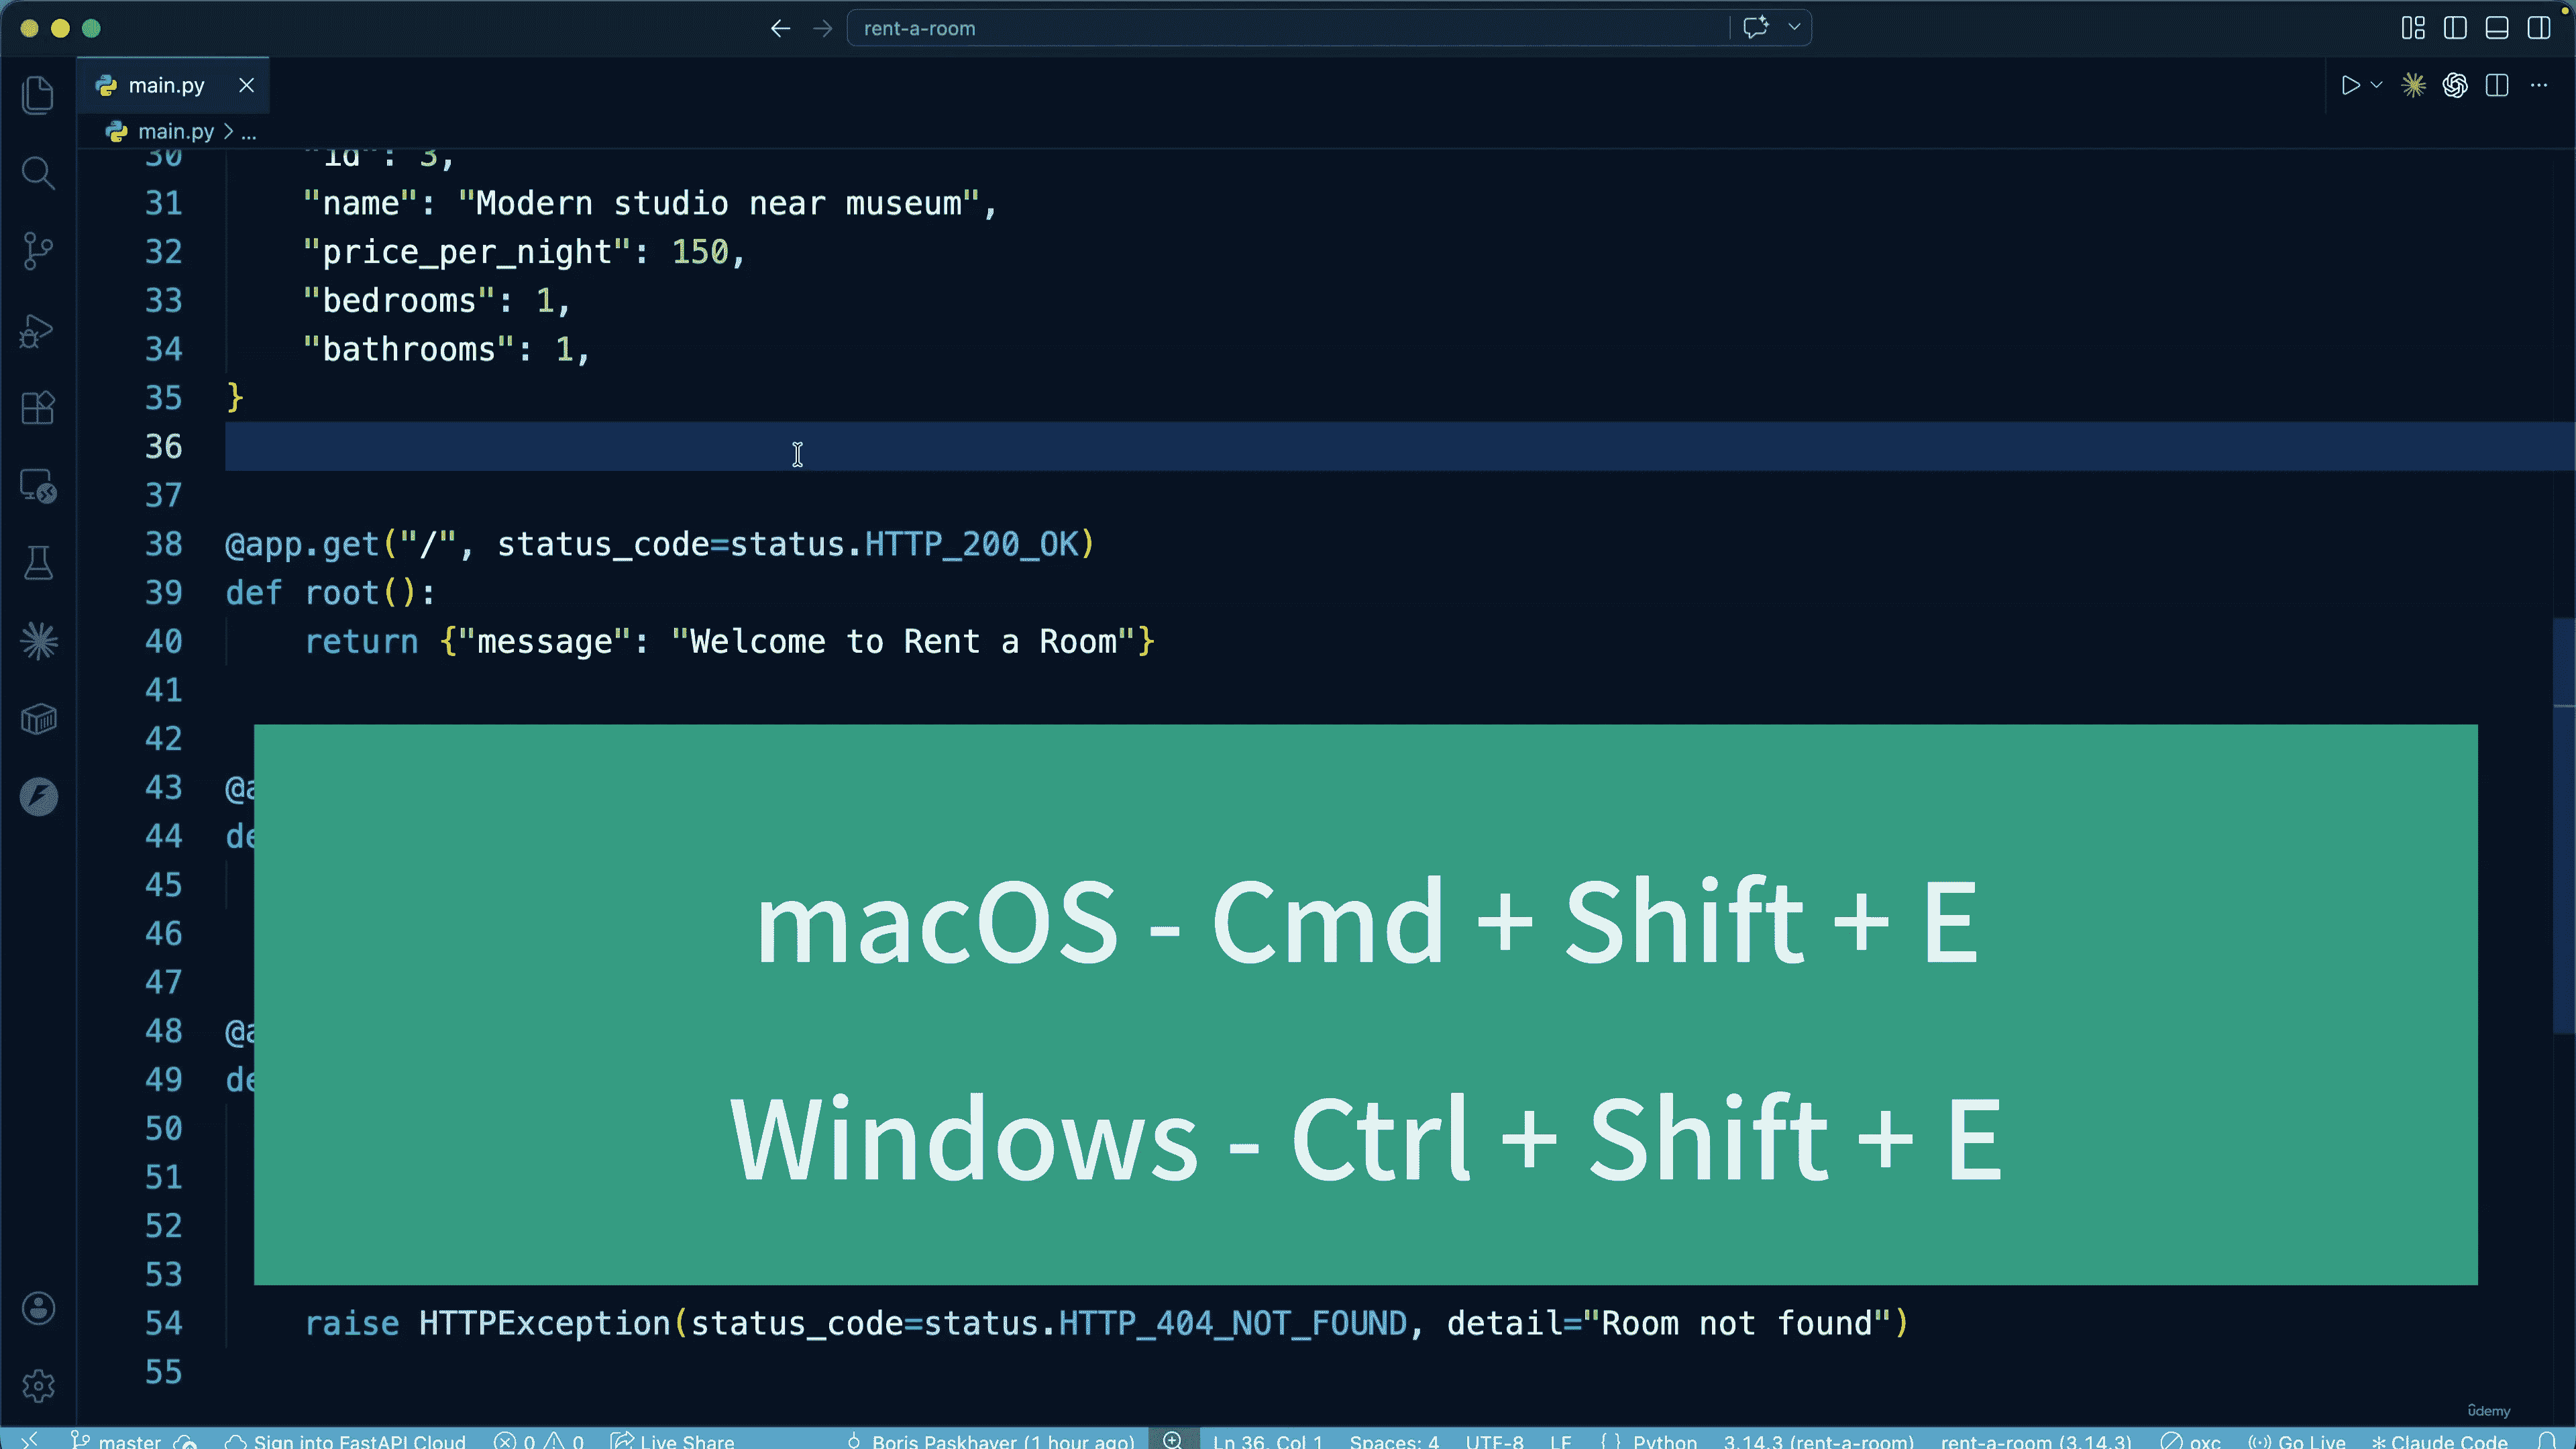 rent-a-room
main.py
main.py > ...
30 "id": 3,
31 "name": "Modern studio near museum",
32 "price_per_night": 150,
33 "bedrooms": 1,
34 "bathrooms": 1,
35 }
36
37
38 @app.get("/", status_code=status.HTTP_200_OK)
39 def root():
40 return {"message": "Welcome to Rent a Room"}
41
42
43 @a
44 de
45
46
47
48 @a
49 de
50
51
52
53
macOS - Cmd + Shift + E
Windows - Ctrl + Shift + E
54 raise HTTPException(status_code=status.HTTP_404_NOT_FOUND, detail="Room not found")
55
ûdemy
master Sign into FastAPI Cloud 0 0 Live Share Boris Paskhaver (1 hour ago) Ln 36, Col 1 Spaces: 4 UTF-8 LF { } Python 3.14.3 (rent-a-room) rent-a-room (3.14.3) oxc Go Live Claude Code